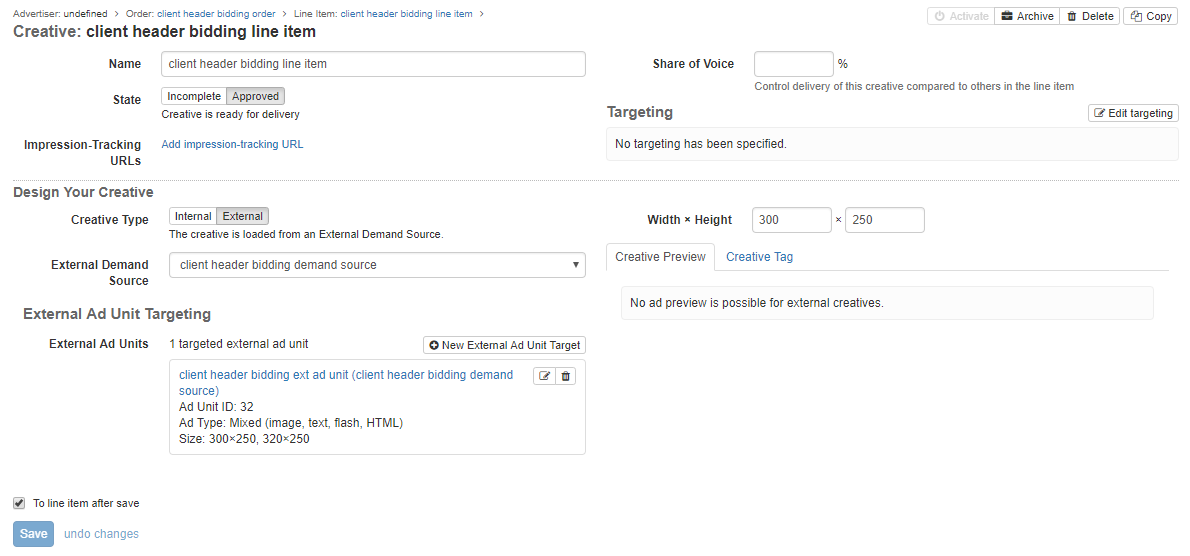 Advertiser: undefined > Order: client header bidding order > Line Item: client header bidding line item >
Activate Archive Delete Copy
Creative: client header bidding line item
Name client header bidding line item
State Incomplete Approved
Creative is ready for delivery
Impression-Tracking URLs Add impression-tracking URL
Share of Voice %
Control delivery of this creative compared to others in the line item
Targeting Edit targeting
No targeting has been specified.
Design Your Creative
Creative Type Internal External
The creative is loaded from an External Demand Source.
External Demand Source client header bidding demand source
Width × Height 300 × 250
Creative Preview Creative Tag
No ad preview is possible for external creatives.
External Ad Unit Targeting
External Ad Units 1 targeted external ad unit New External Ad Unit Target
client header bidding ext ad unit (client header bidding demand
source)
Ad Unit ID: 32
Ad Type: Mixed (image, text, flash, HTML)
Size: 300×250, 320×250
To line item after save
Save undo changes